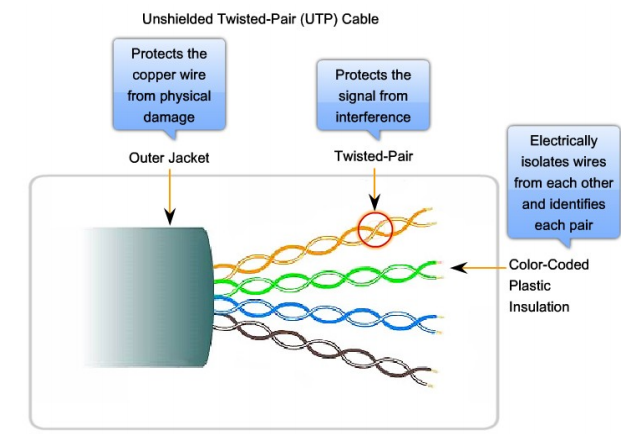 Unshielded Twisted-Pair (UTP) Cable
Protects the
copper wire
from physical
damage
Outer Jacket
Protects the
signal from
interference
Twisted-Pair
Electrically
isolates wires
from each other
and identifies
each pair
Color-Coded
Plastic
Insulation